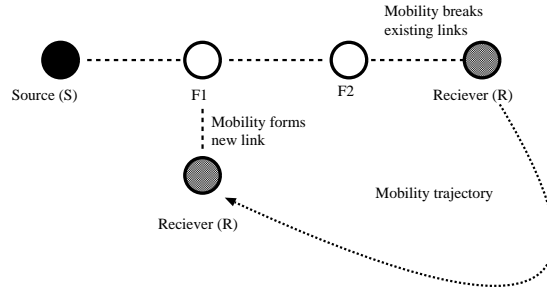 Mobility breaks
existing links
Source (S)
F1
F2
Reciever (R)
Mobility forms
new link
Mobility trajectory
Reciever (R)